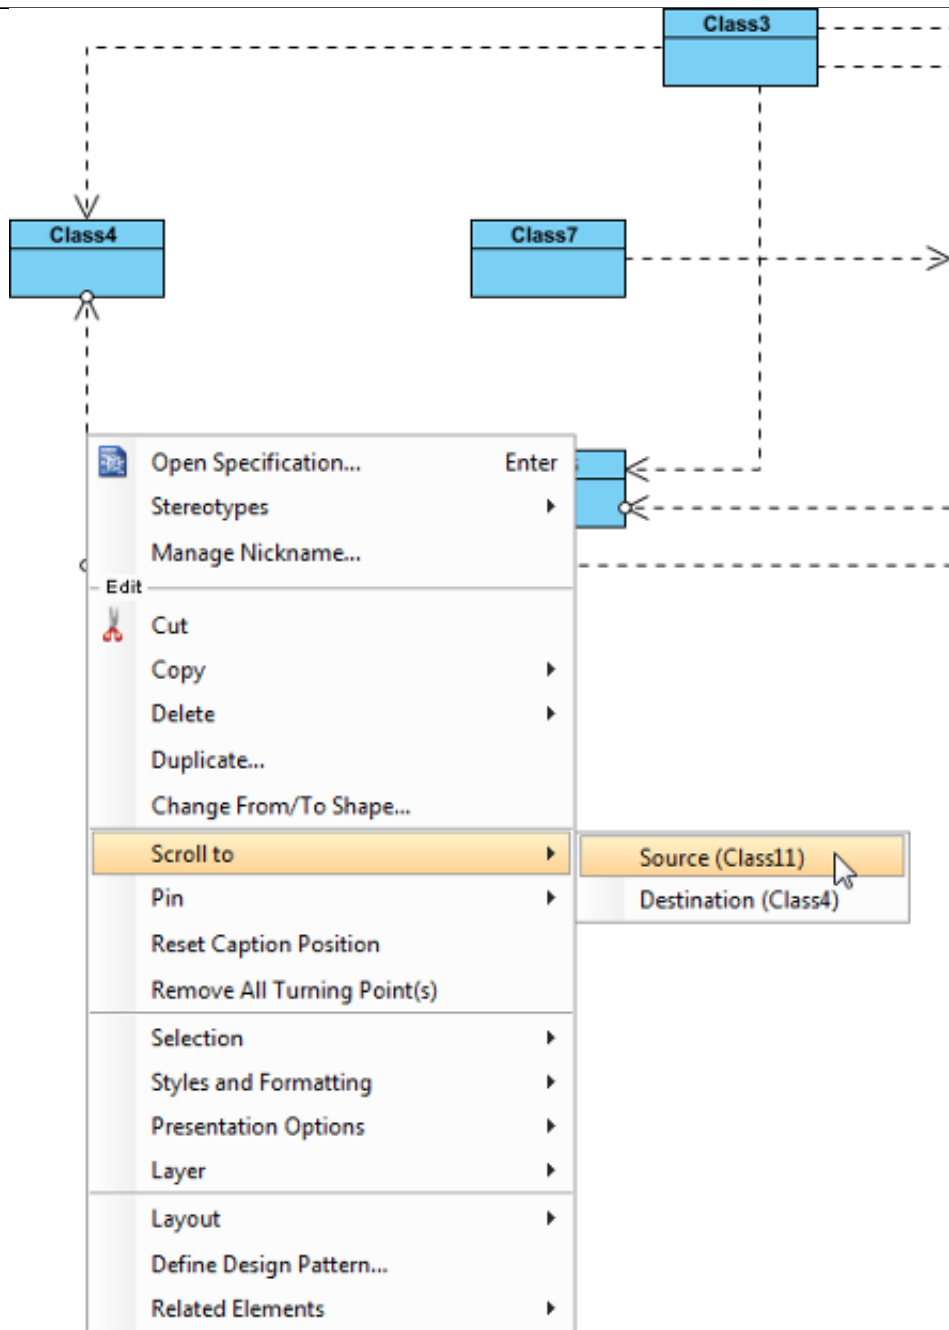 Class3
Class4
Class7
Open Specification... Enter
Stereotypes
Manage Nickname...
Edit
Cut
Copy
Delete
Duplicate...
Change From/To Shape...
Scroll to
Source (Class11)
Pin
Destination (Class4)
Reset Caption Position
Remove All Turning Point(s)
Selection
Styles and Formatting
Presentation Options
Layer
Layout
Define Design Pattern...
Related Elements